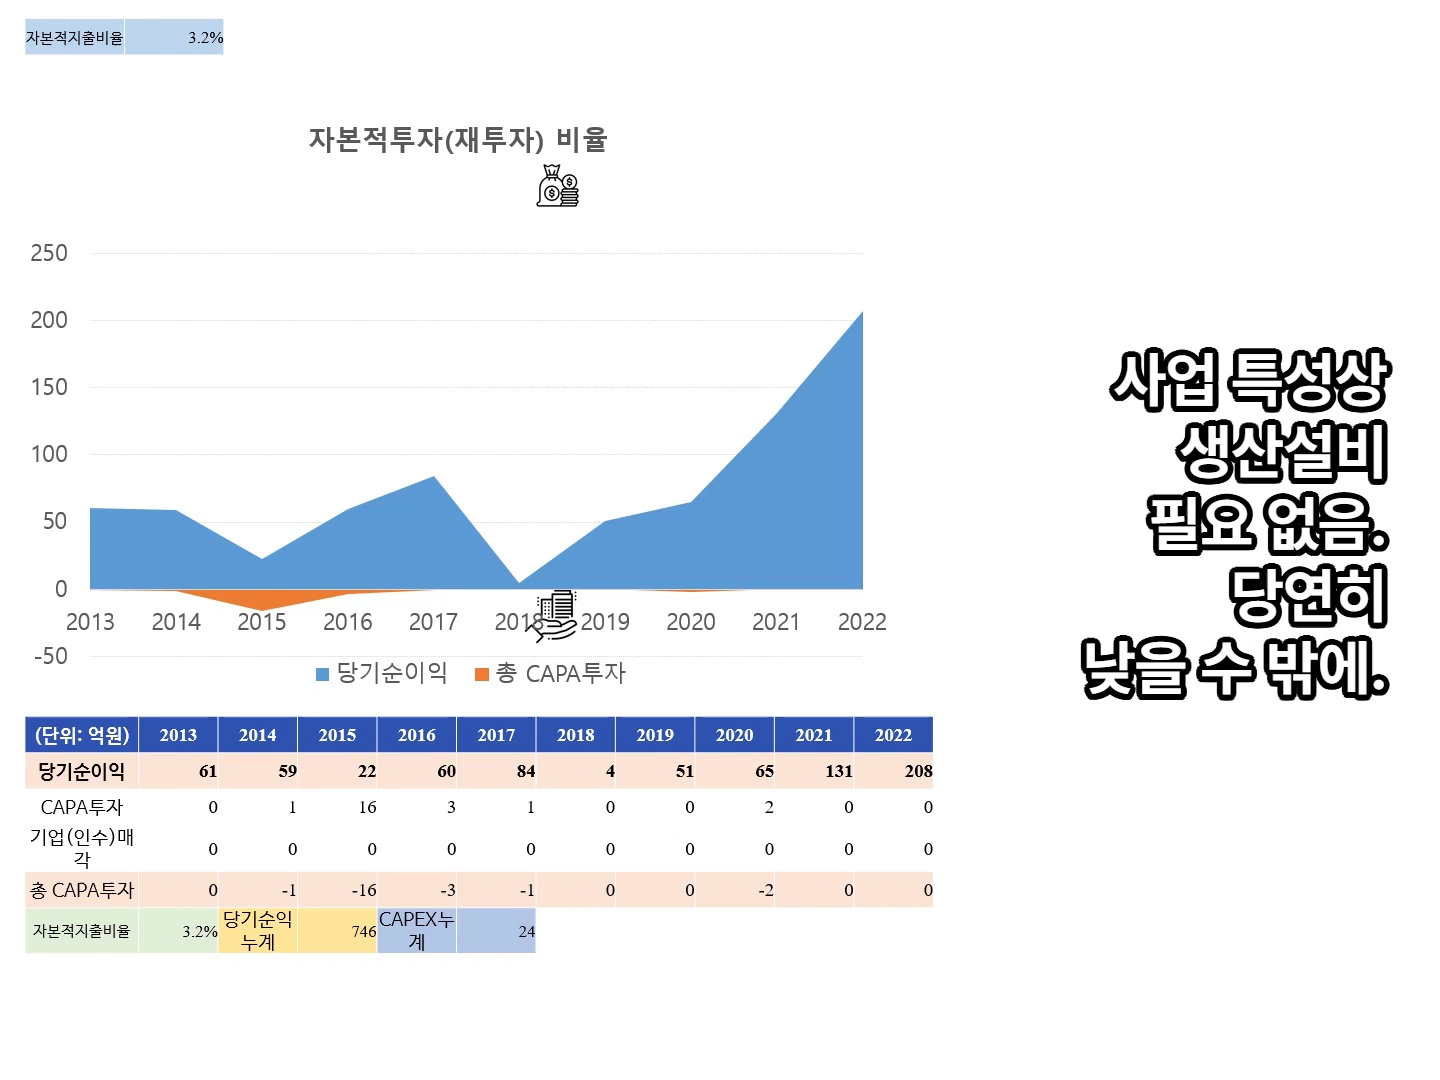 자본적지출비율 3.2%
자본적투자(재투자) 비율
250
200
150
100
50
0
-50
2013 2014 2015 2016 2017 2018 2019 2020 2021 2022
당기순이익 총 CAPA투자
사업 특성상
생산설비
필요 없음.
당연히
낮을 수 밖에.
(단위: 억원) 2013 2014 2015 2016 2017 2018 2019 2020 2021 2022
당기순이익 61 59 22 60 84 4 51 65 131 208
CAPA투자 0 1 16 3 1 0 0 2 0 0
기업(인수)매
각 0 0 0 0 0 0 0 0 0 0
총 CAPA투자 0 -1 -16 -3 -1 0 0 -2 0 0
자본적지출비율 3.2% 당기순익
누계 746 CAPEX누
계 24